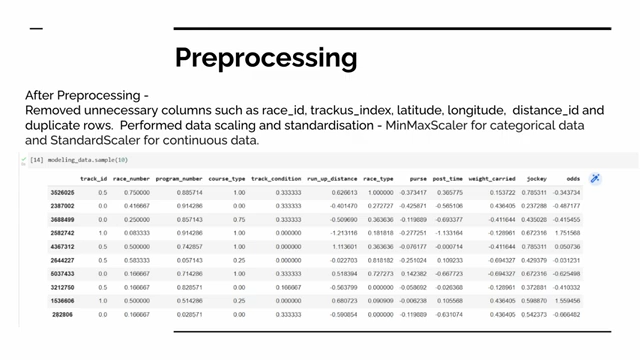 Preprocessing
After Preprocessing -
Removed unnecessary columns such as race_id, trackus_index, latitude, longitude, distance_id and
duplicate rows. Performed data scaling and standardisation - MinMaxScaler for categorical data
and StandardScaler for continuous data.
[14] modeling_data.sample(10)
track_id race_number program_number course_type track_condition run_up_distance race_type purse post_time weight_carried jockey odds
3526025 0.5 0.750000 0.885714 1.00 0.333333 0.626613 1.000000 -0.373417 0.365775 0.153722 0.785311 -0.343734
2387002 0.0 0.416667 0.914286 0.00 0.333333 -0.401470 0.272727 -0.425871 -0.565106 0.436405 0.237288 -0.487177
3688499 0.0 0.250000 0.857143 0.75 0.333333 -0.509690 0.363636 -0.119889 -0.693377 -0.411644 0.435028 -0.415455
2582742 1.0 0.083333 0.914286 1.00 0.000000 -1.213116 0.181818 -0.277251 -1.133164 -0.128961 0.672316 1.751568
4367312 0.5 0.500000 0.742857 1.00 0.000000 1.113601 0.363636 -0.076177 -0.000714 -0.411644 0.785311 0.050736
2644227 0.5 0.583333 0.057143 0.25 0.000000 -0.022703 0.818182 -0.251024 0.109233 -0.694327 0.429379 -0.031231
5037433 0.0 0.166667 0.714286 1.00 0.333333 0.518394 0.727273 0.142382 -0.667723 -0.694327 0.672316 -0.625498
3212750 0.5 0.166667 0.828571 0.00 0.166667 -0.563799 0.000000 -0.058692 -0.026368 -0.128961 0.372881 -0.410332
1536606 1.0 0.500000 0.514286 0.25 0.000000 0.680723 0.090909 -0.006238 0.105568 0.436405 0.598870 1.559456
282806 0.0 0.166667 0.028571 0.00 0.333333 -0.590854 0.000000 -0.119889 -0.631074 0.436405 0.542373 -0.666482